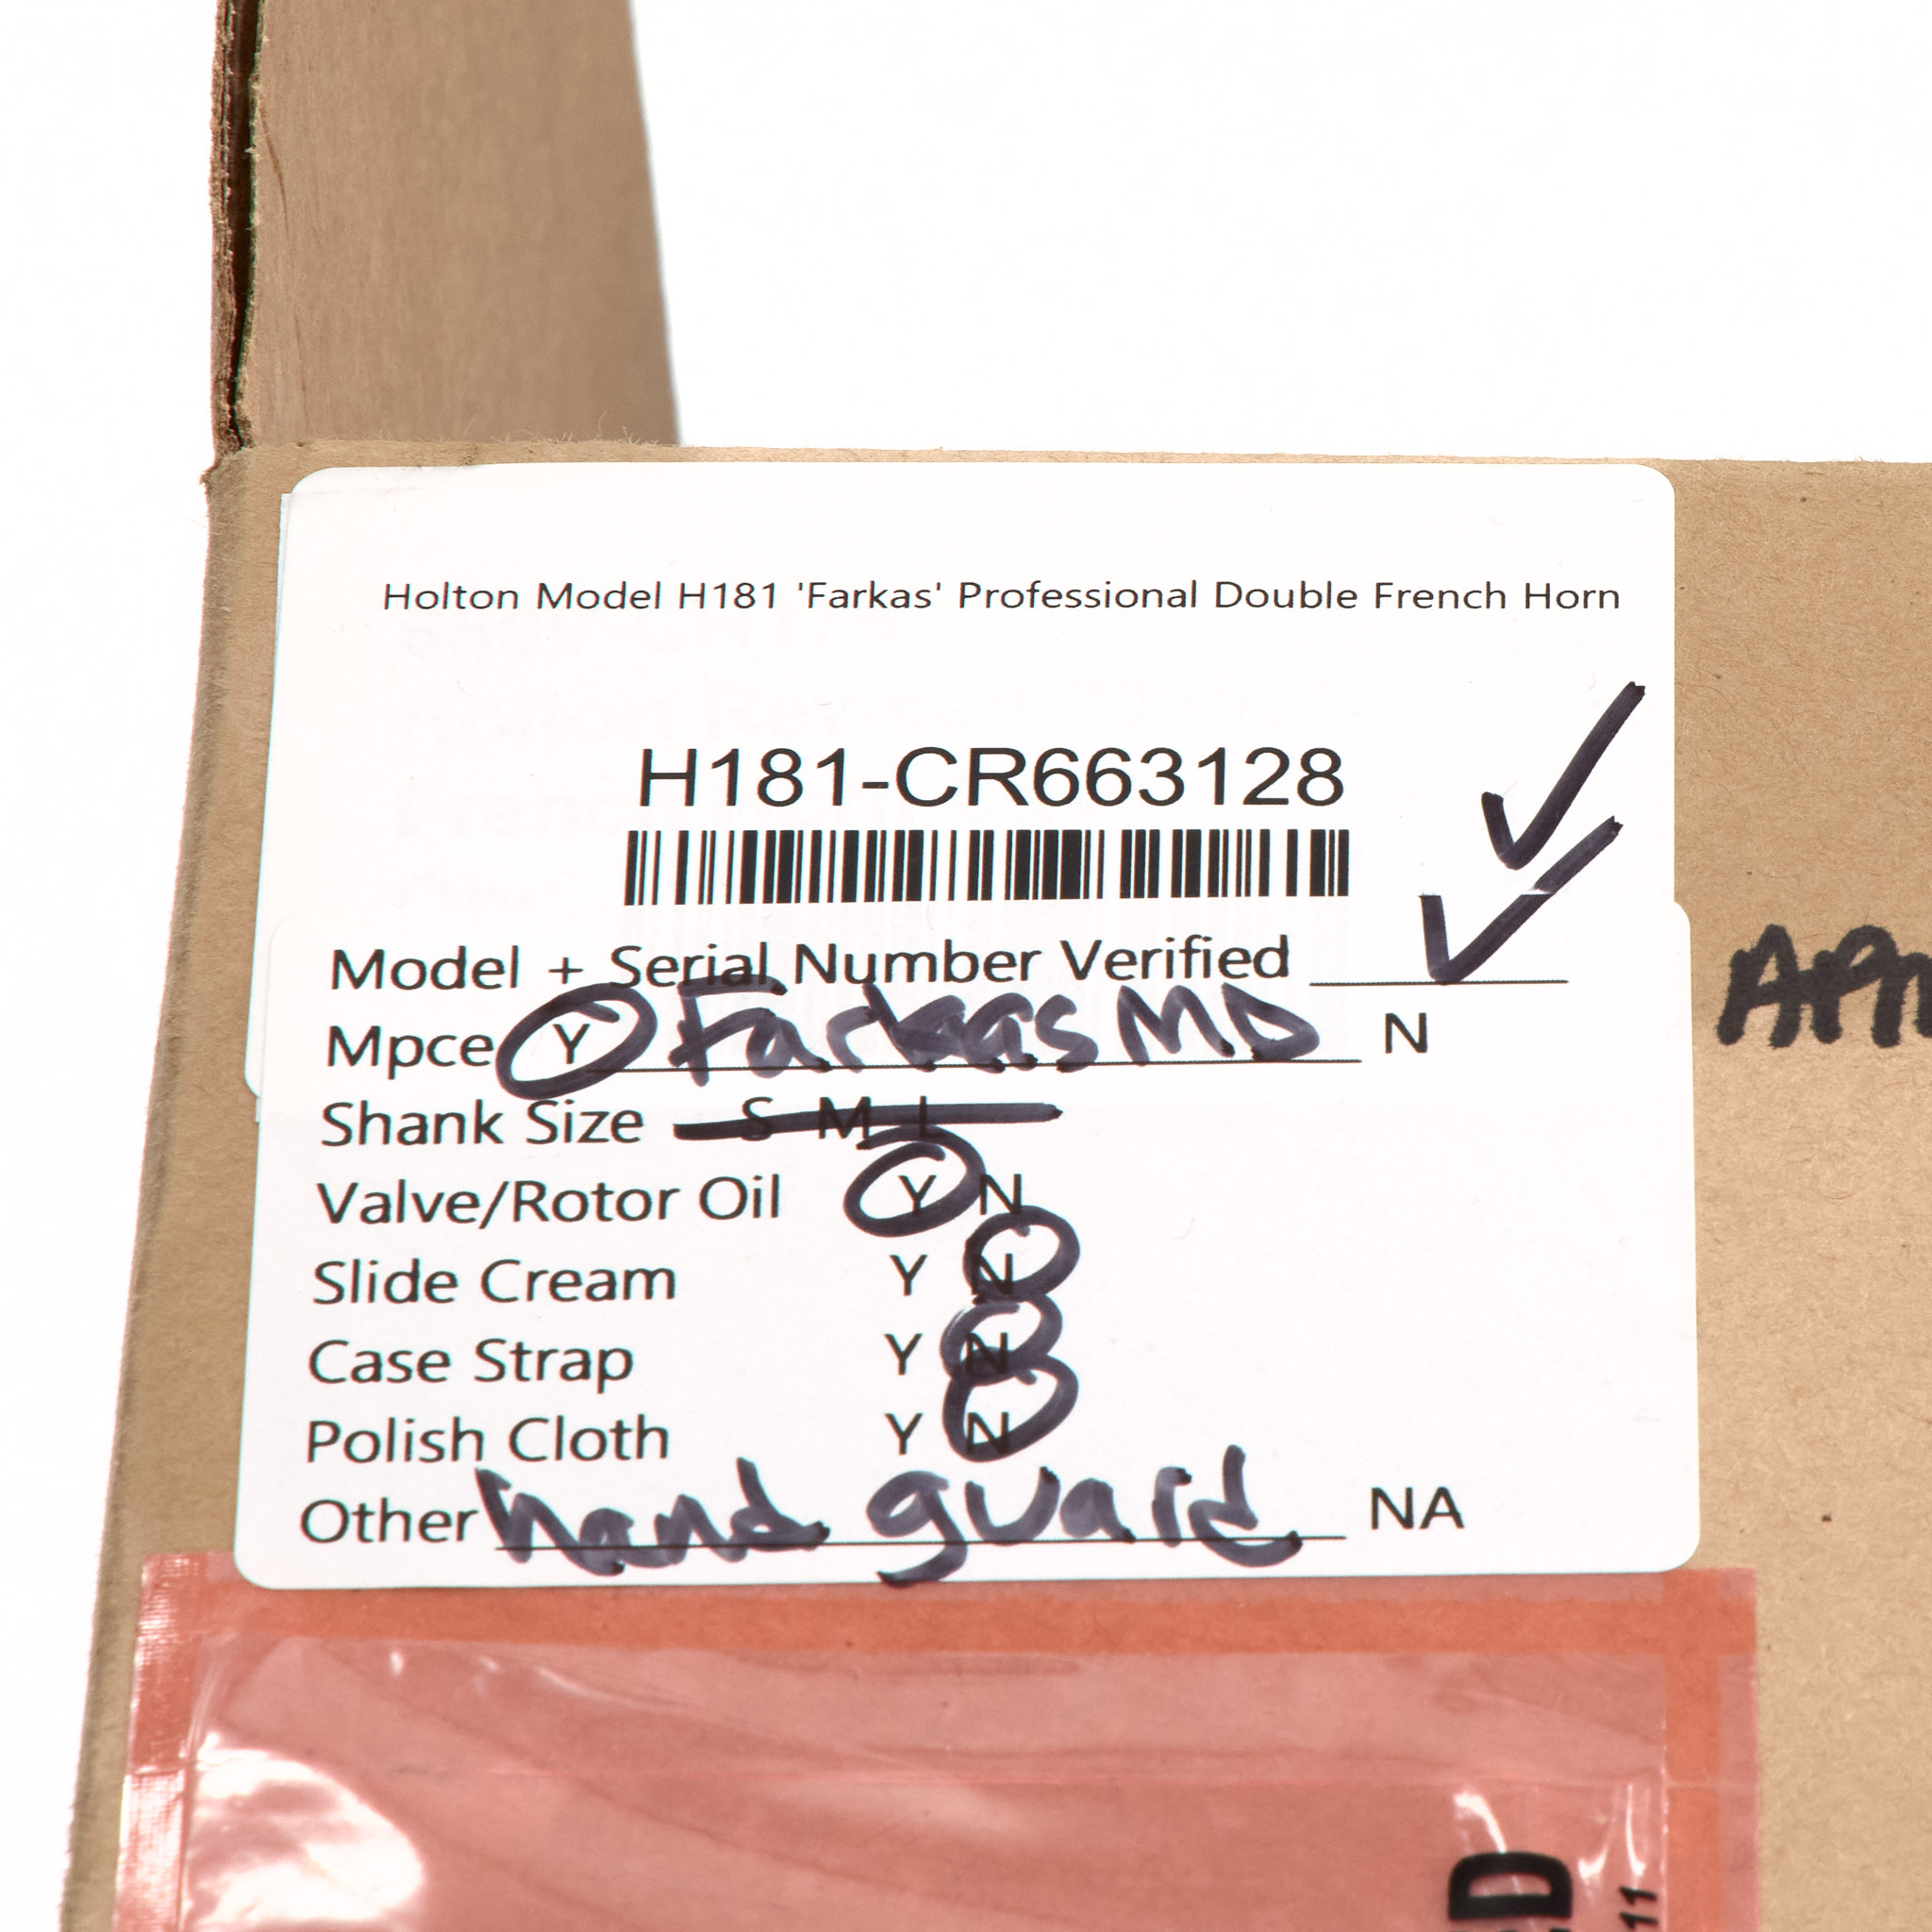 Holton Model H181 'Farkas' Professional Double French Horn
H181-CR663128
Model + Serial Number Verified
Mpce Y Farkas MD N
Shank Size S M L
Valve/Rotor Oil Y N
Slide Cream Y N
Case Strap Y N
Polish Cloth Y N
Other hand guard NA
11